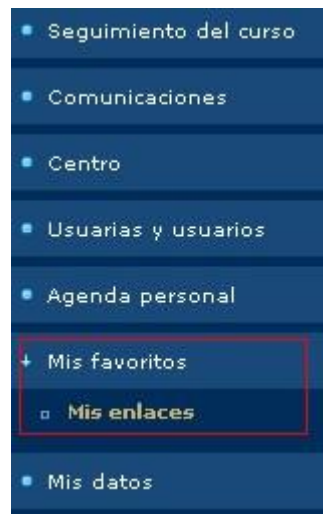 Seguimiento del curso
Comunicaciones
Centro
Usuarias y usuarios
Agenda personal
Mis favoritos
Mis enlaces
Mis datos